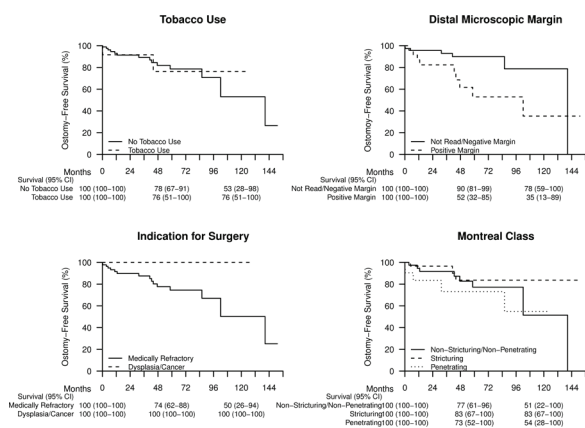 Tobacco Use
Ostomy−Free Survival (%)
100
80
60
40
20
0
No Tobacco Use
Tobacco Use
Months 0 24 48 72 96 120 144
Survival (95% CI)
No Tobacco Use 100 (100−100) 78 (67−91) 53 (28−98)
Tobacco Use 100 (100−100) 76 (51−100) 76 (51−100)
Distal Microscopic Margin
Ostomy−Free Survival (%)
100
80
60
40
20
0
Not Read/Negative Margin
Positive Margin
Months 0 24 48 72 96 120 144
Survival (95% CI)
Not Read/Negative Margin 100 (100−100) 90 (81−99) 78 (59−100)
Positive Margin 100 (100−100) 52 (32−85) 35 (13−89)
Indication for Surgery
Ostomy−Free Survival (%)
100
80
60
40
20
0
Medically Refractory
Dysplasia/Cancer
Months 0 24 48 72 96 120 144
Survival (95% CI)
Medically Refractory 100 (100−100) 74 (62−88) 50 (26−94)
Dysplasia/Cancer 100 (100−100) 100 (100−100) 100 (100−100)
Montreal Class
Ostomy−Free Survival (%)
100
80
60
40
20
0
Non−Stricturing/Non−Penetrating
Stricturing
Penetrating
Months 0 24 48 72 96 120 144
Survival (95% CI)
Non−Stricturing/Non−Penetrating100 (100−100) 77 (61−96) 51 (22−100)
Stricturing100 (100−100) 83 (67−100) 83 (67−100)
Penetrating100 (100−100) 73 (52−100) 54 (28−100)